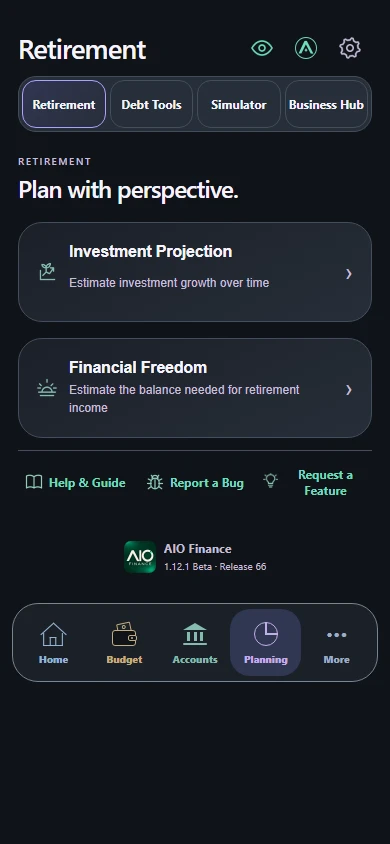 Retirement
Retirement
Debt Tools
Simulator
Business Hub
RETIREMENT
Plan with perspective.
Investment Projection
Estimate investment growth over time
Financial Freedom
Estimate the balance needed for retirement
income
Help & Guide
Report a Bug
Request a
Feature
AIO
FINANCE
AIO Finance
1.12.1 Beta · Release 66
Home
Budget
Accounts
Planning
More